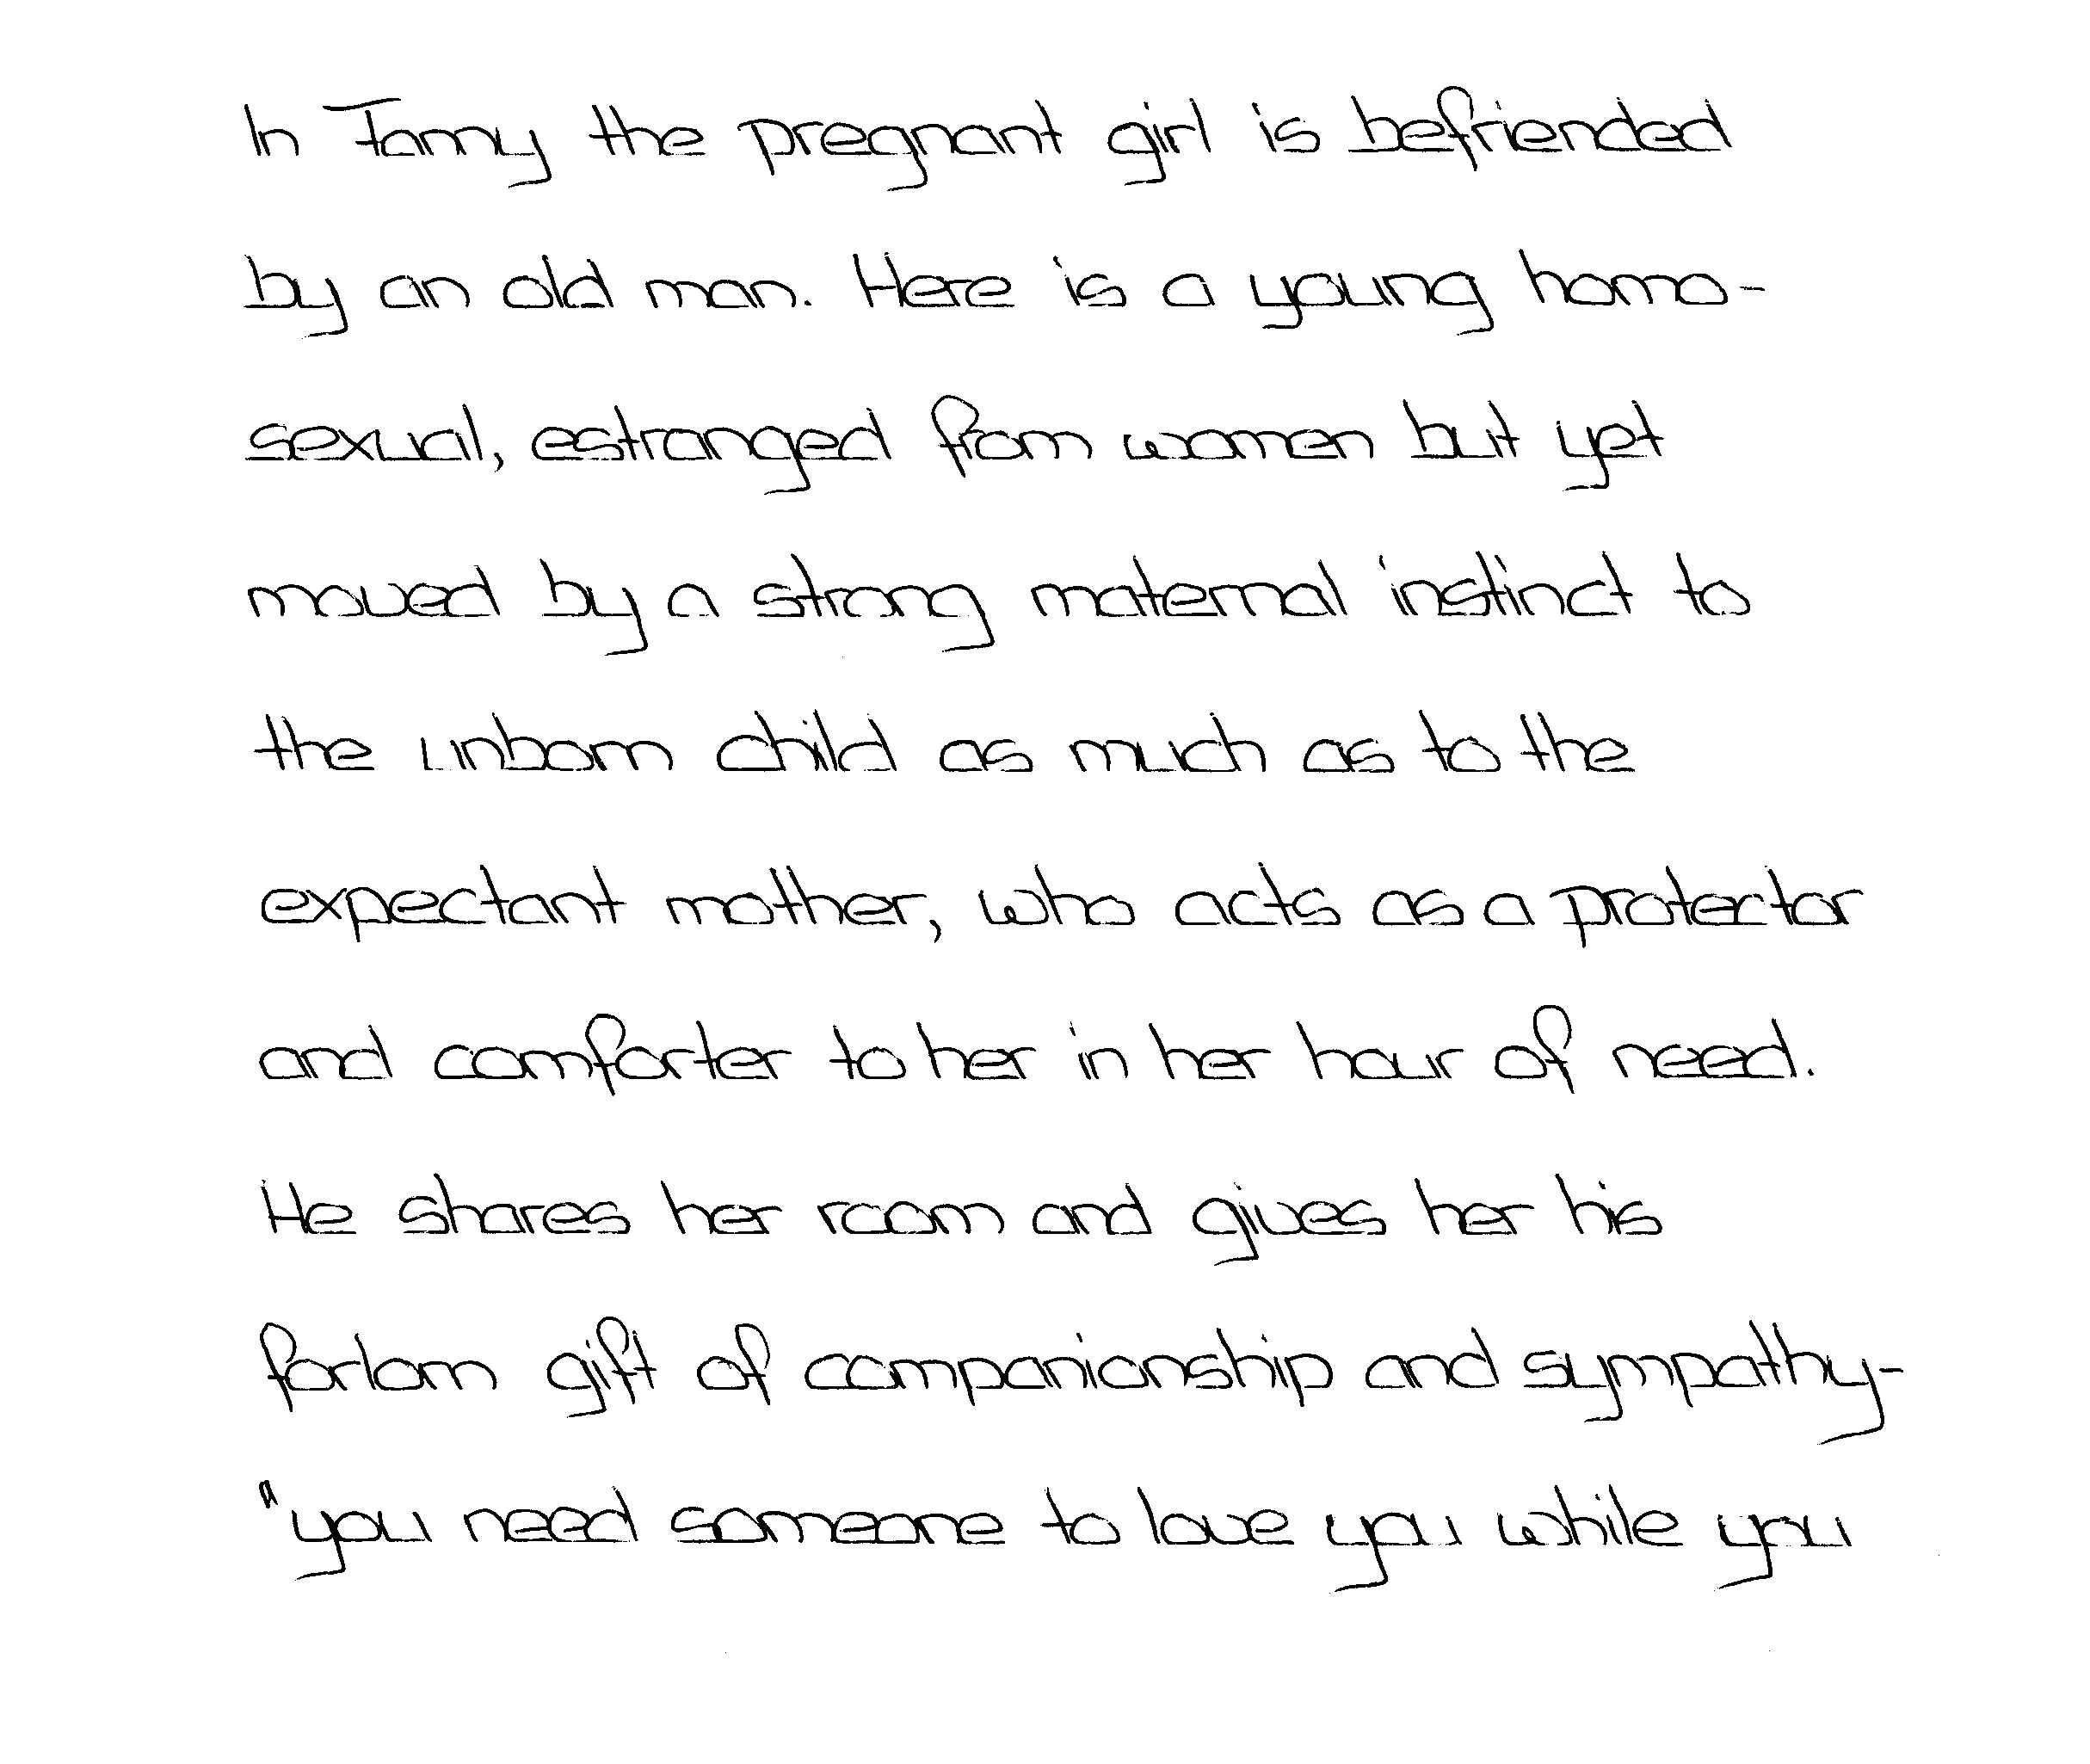 In Fanny the pregnant girl is befriended
by an old man. Here is a young homo-
sexual, estranged from women but yet
moved by a strong maternal instinct to
the unborn child as much as to the
expectant mother, who acts as a protector
and comforter to her in her hour of need.
He shares her room and gives her his
forlorn gift of companionship and sympathy-
"you need someone to love you while you